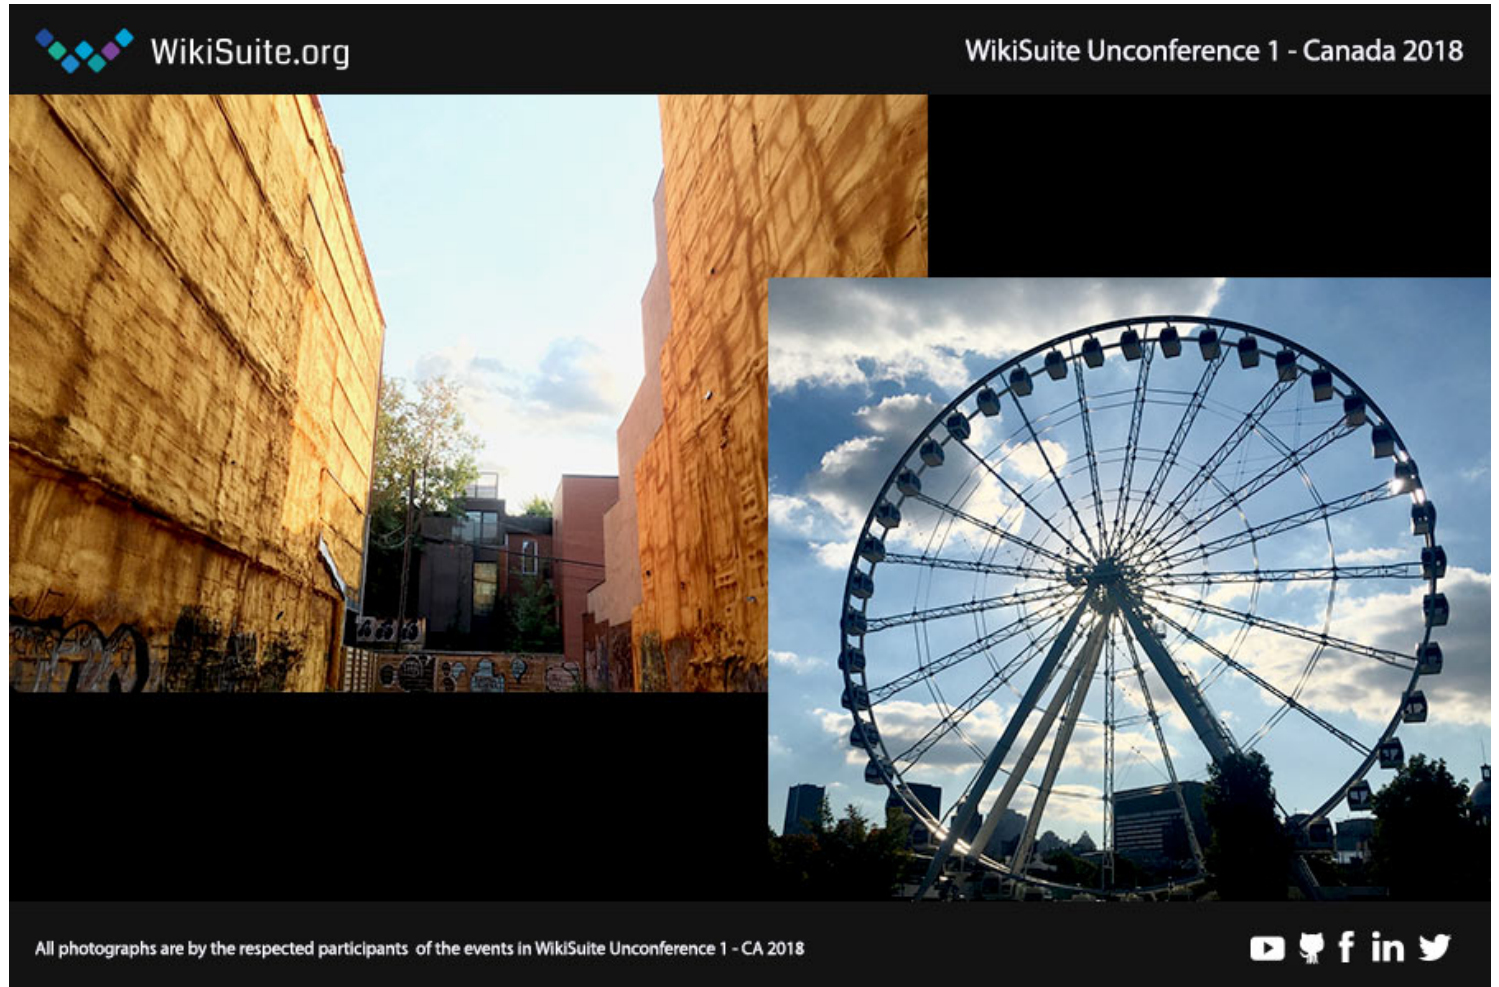 WikiSuite.org
WikiSuite Unconference 1 - Canada 2018
All photographs are by the respected participants of the events in WikiSuite Unconference 1 - CA 2018